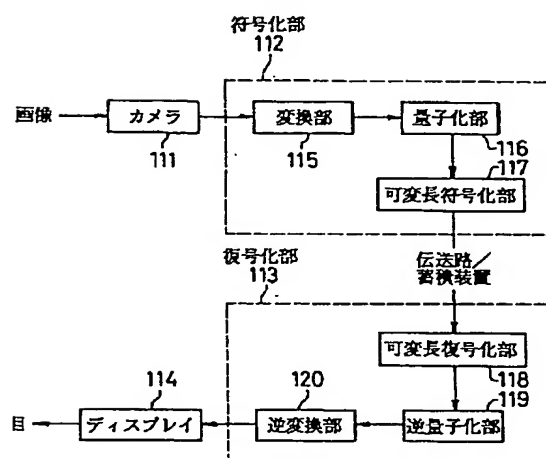 符号化部
112
画像
カメラ
111
変換部
115
量子化部
116
117
可変長符号化部
伝送路/
蓄積装置
復号化部
113
可変長復号化部
118
119
逆量子化部
120
逆変換部
114
ディスプレイ
目